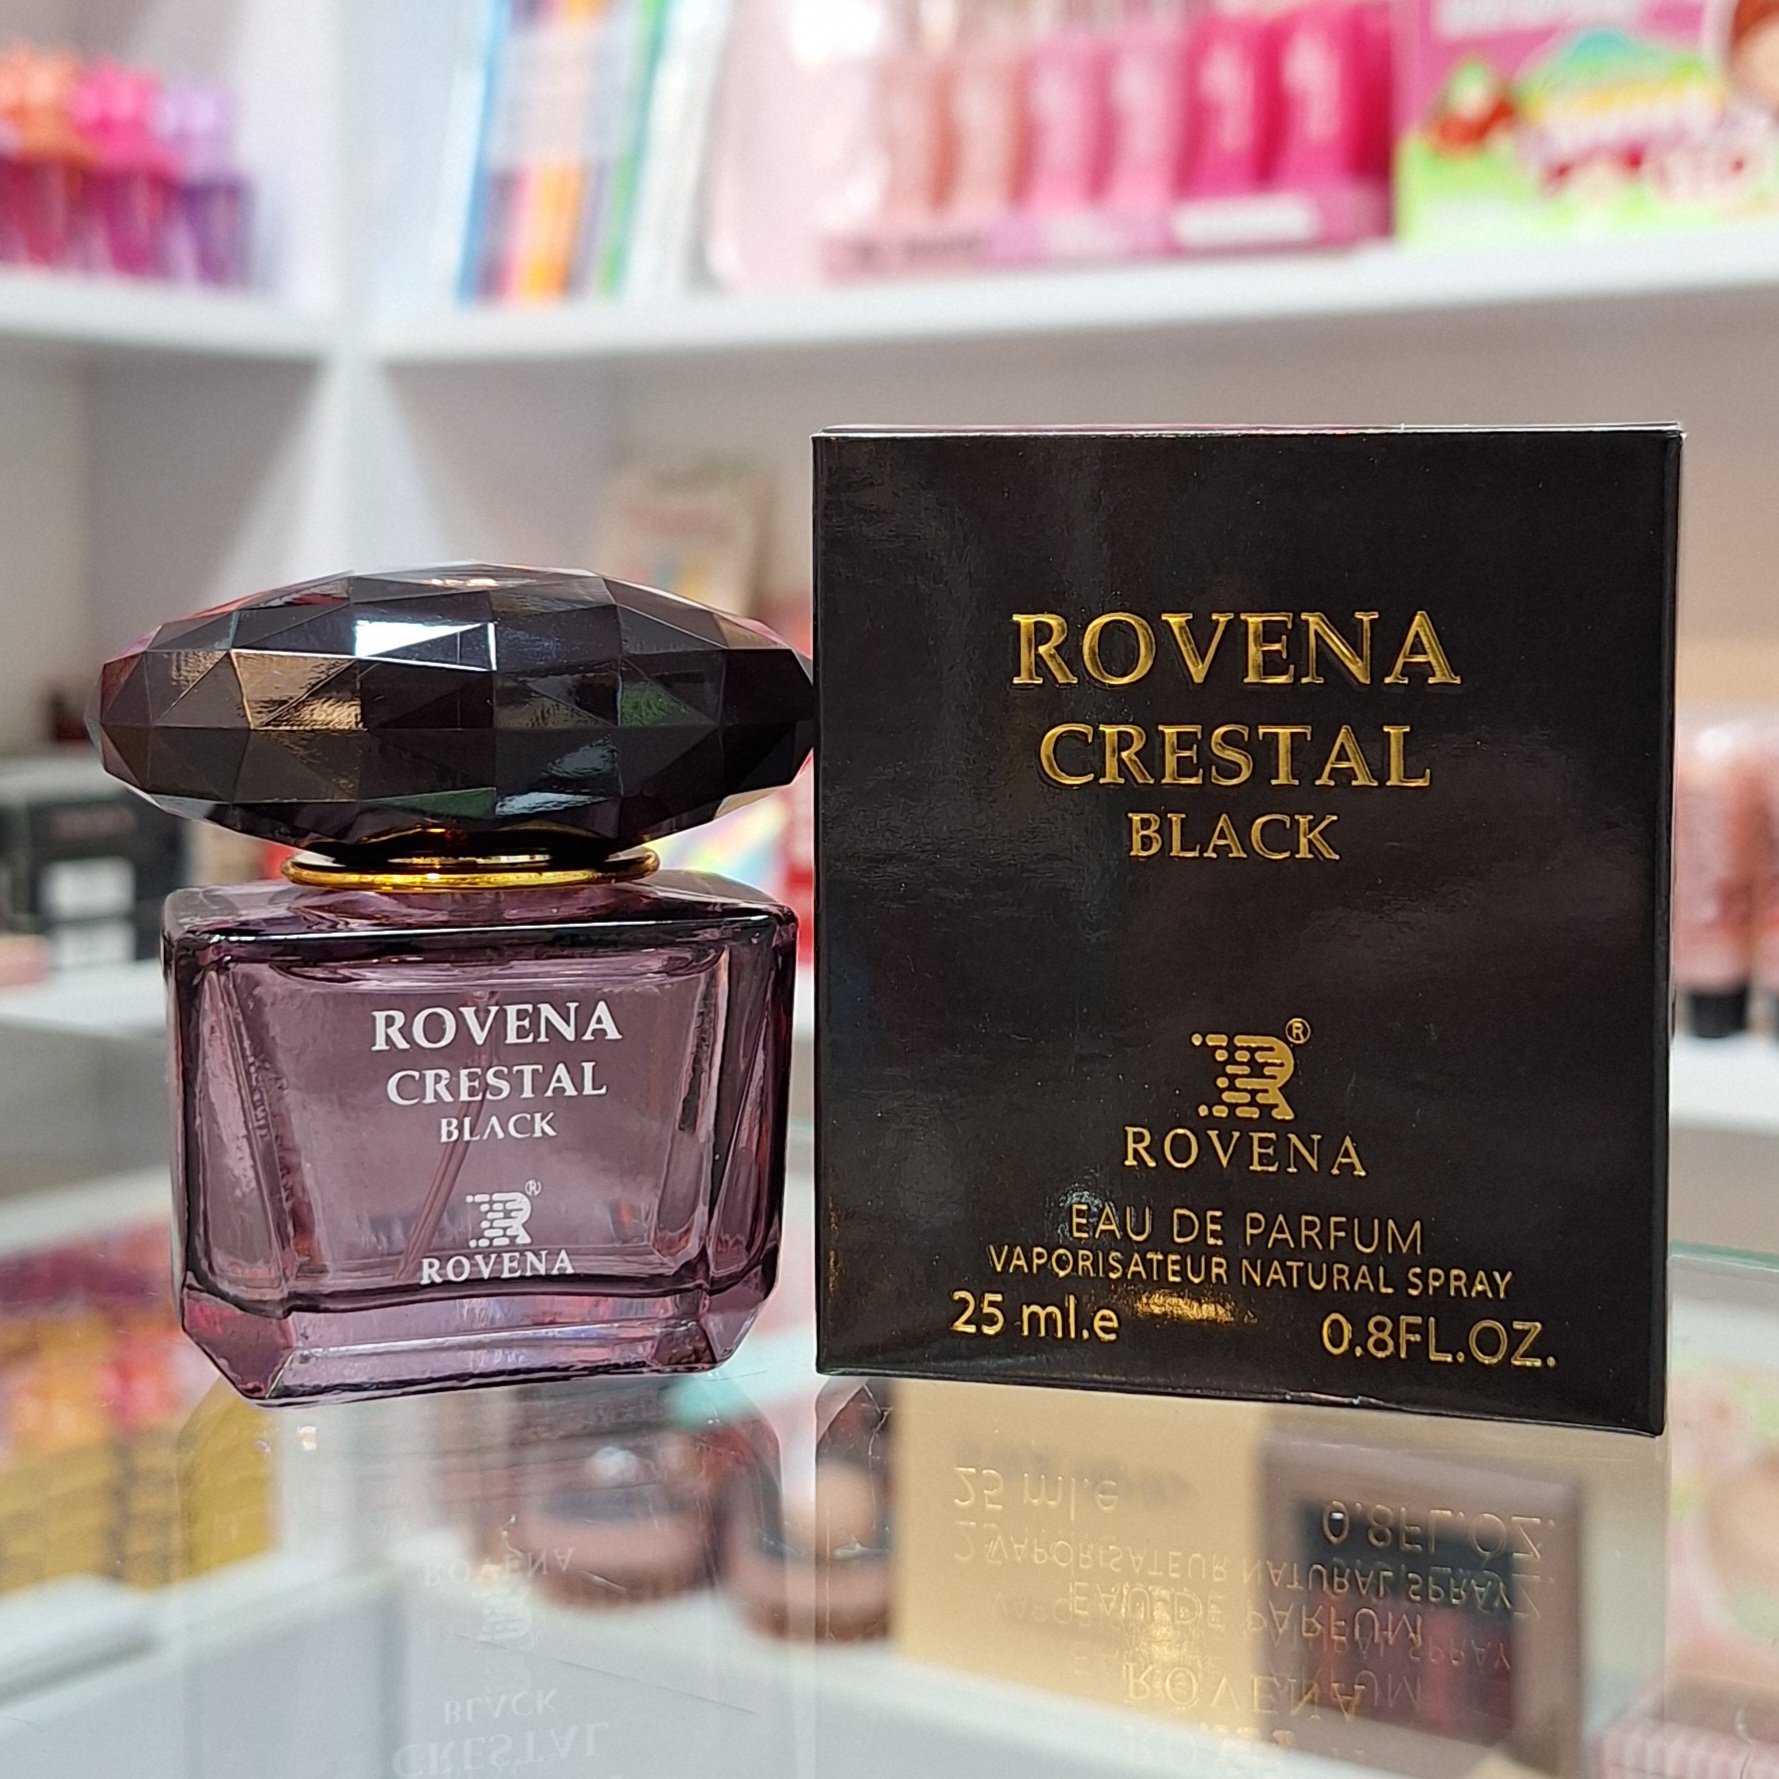 ROVENA
CRESTAL
BLACK
®
ROVENA
ROVENA
CRESTAL
BLACK
®
ROVENA
EAU DE PARFUM
VAPORISATEUR NATURAL SPRAY
25 ml.e 0.8FL.OZ.